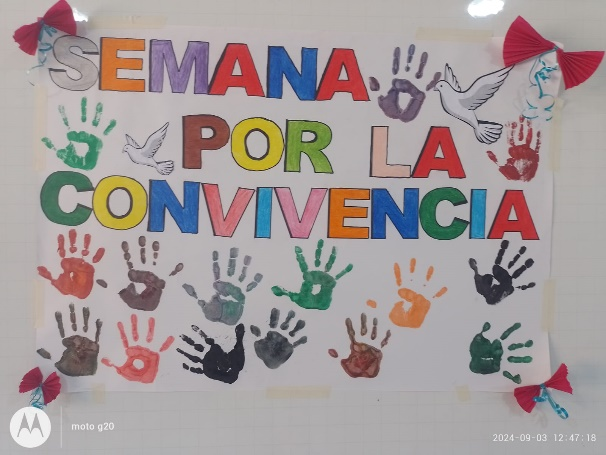 SEMANA
POR LA
CONVIVENCIA
moto g20
2024-09-03 12:47:18